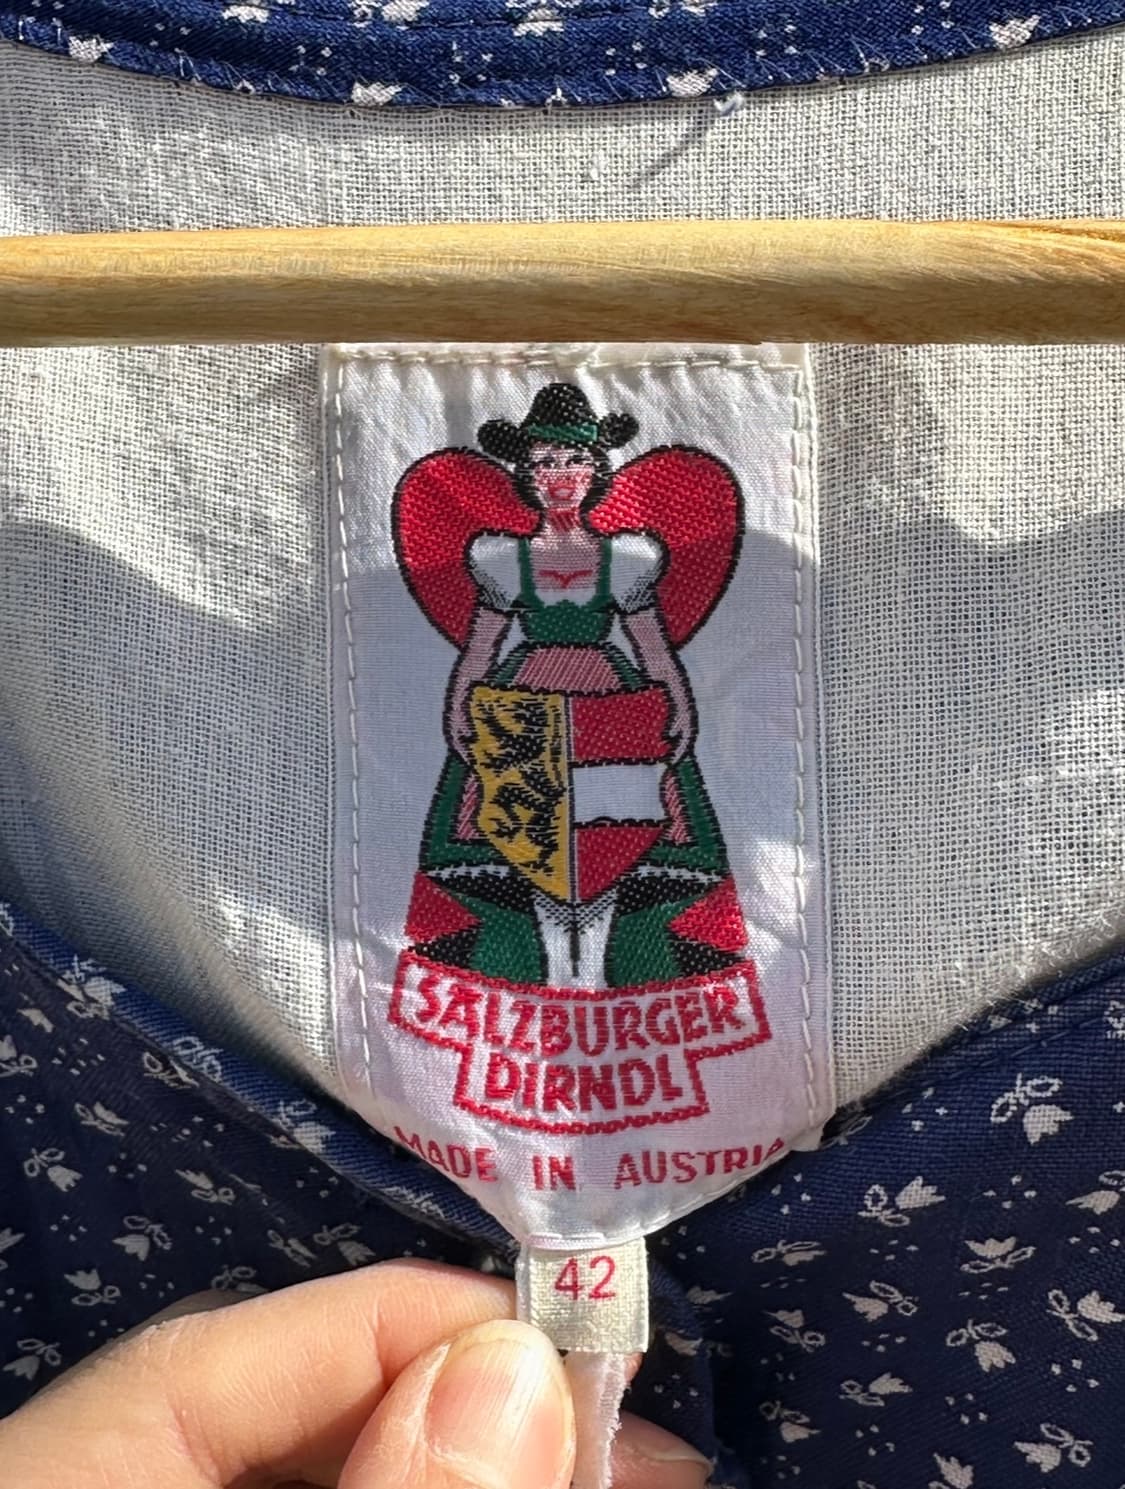 SALZBURGER
DIRNDL
MADE IN AUSTRIA
42